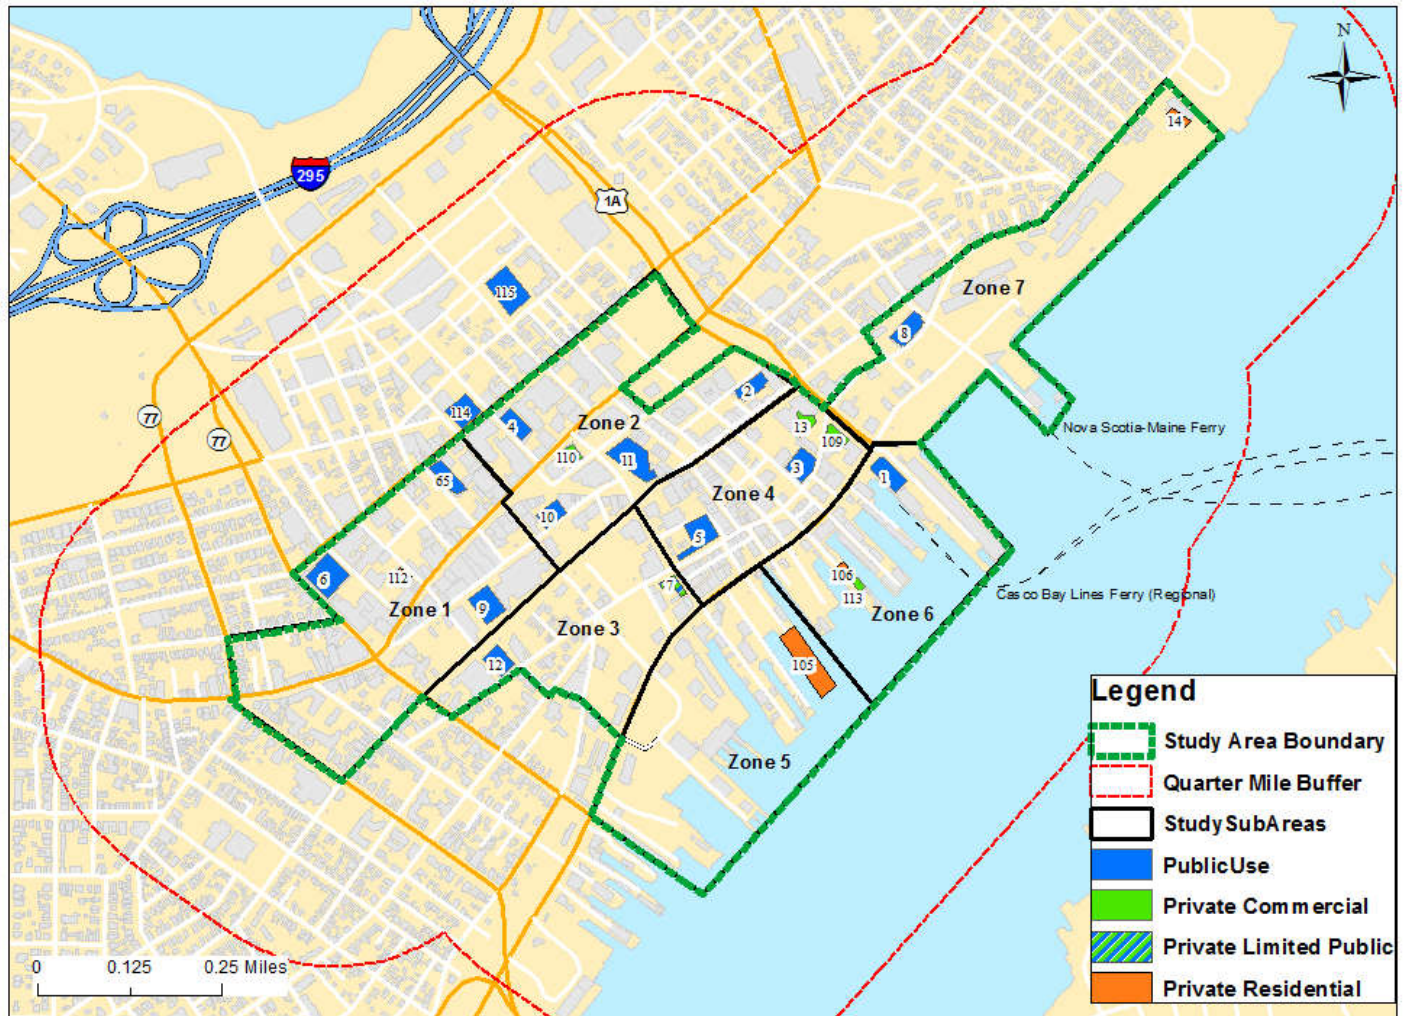 N
295
1A
14
Zone 7
115
8
77
77
2
114
4
Zone 2
13
109
110
11
3
65
1
Nova Scotia-Maine Ferry
Zone 4
10
5
6
112
7
106
113
Casco Bay Lines Ferry (Regional)
Zone 1
9
Zone 3
Zone 6
12
105
Zone 5
Legend
Study Area Boundary
Quarter Mile Buffer
StudySubAreas
PublicUse
Private Commercial
Private Limited Public
Private Residential
0 0.125 0.25 Miles